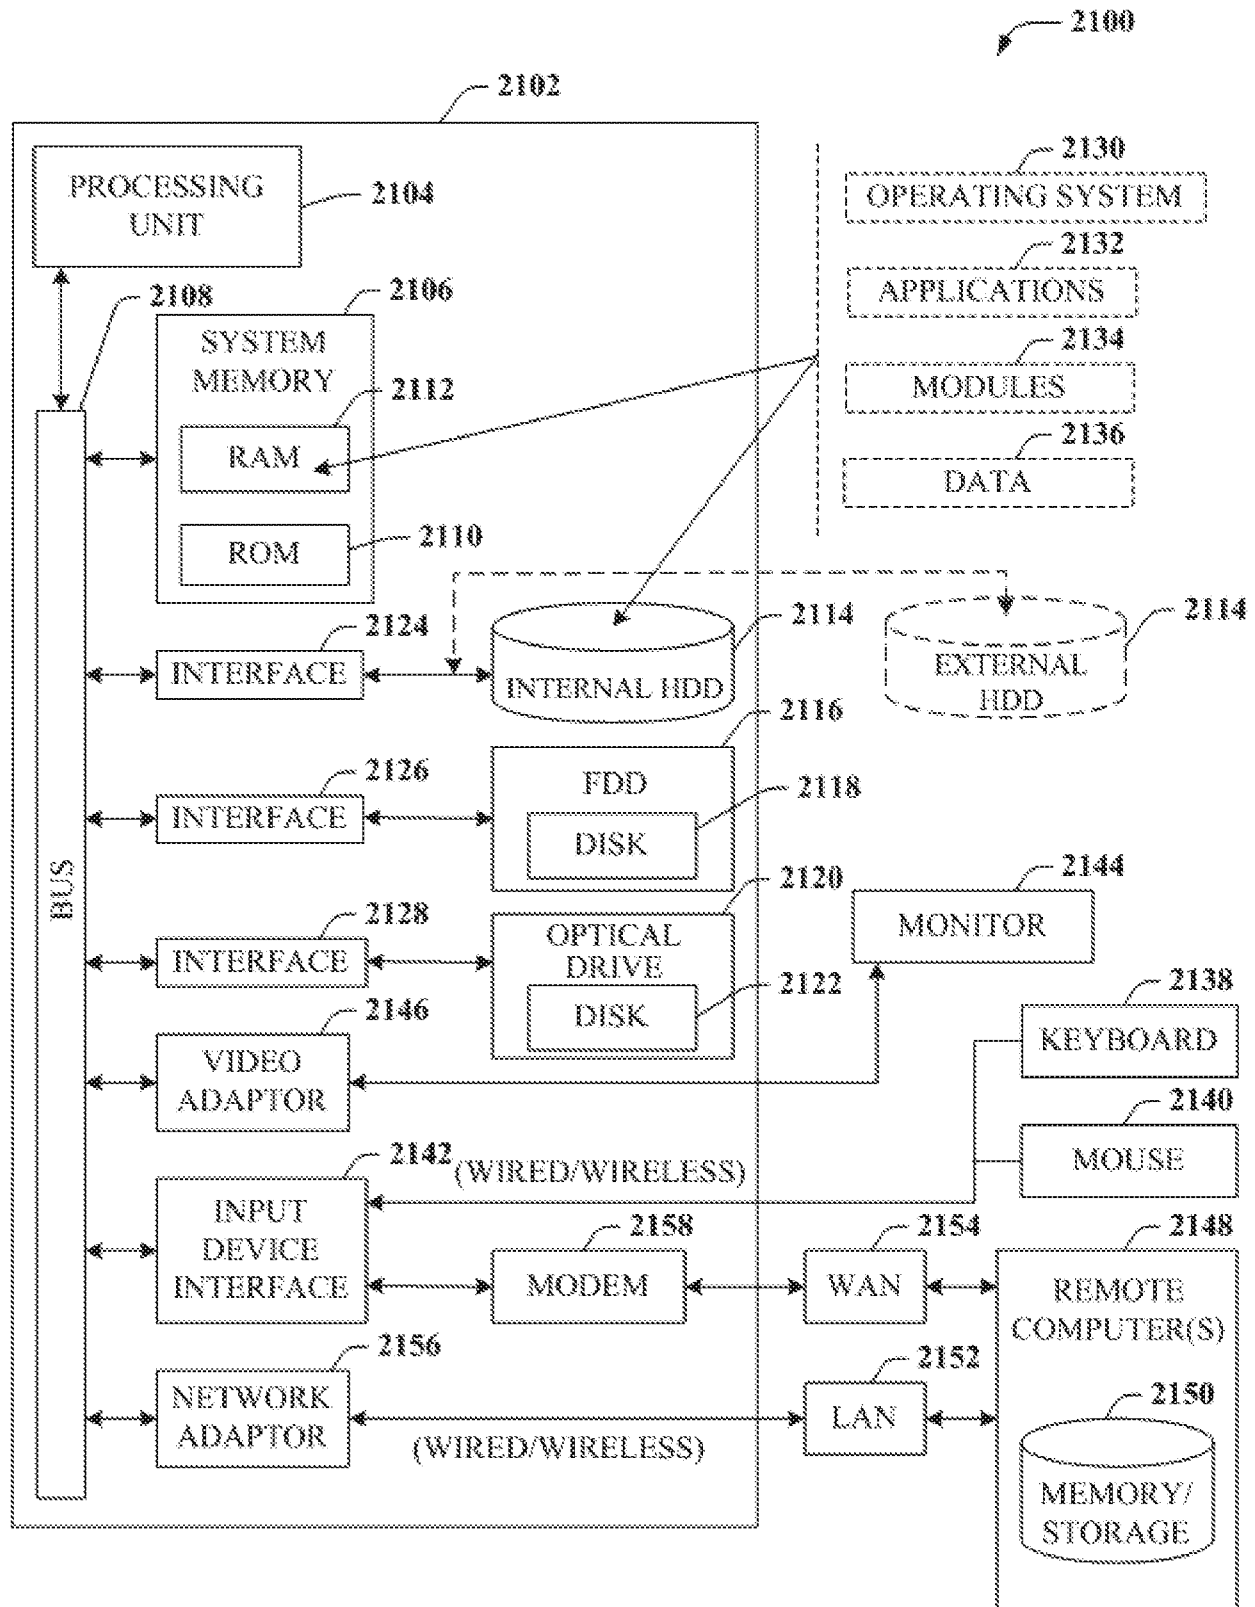 2100
2102
PROCESSING
UNIT
2104
2130
OPERATING SYSTEM
2132
APPLICATIONS
2134
MODULES
2136
DATA
2108
2106
SYSTEM
MEMORY
2112
RAM
2110
ROM
2124
INTERFACE
2114
INTERNAL HDD
2114
EXTERNAL
HDD
2126
INTERFACE
2116
FDD
2118
DISK
BUS
2128
INTERFACE
2120
OPTICAL
DRIVE
2122
DISK
2144
MONITOR
2146
VIDEO
ADAPTOR
2138
KEYBOARD
2140
MOUSE
2142
(WIRED/WIRELESS)
INPUT
DEVICE
INTERFACE
2158
MODEM
2154
WAN
2148
REMOTE
COMPUTER(S)
2156
NETWORK
ADAPTOR
(WIRED/WIRELESS)
2152
LAN
2150
MEMORY/
STORAGE